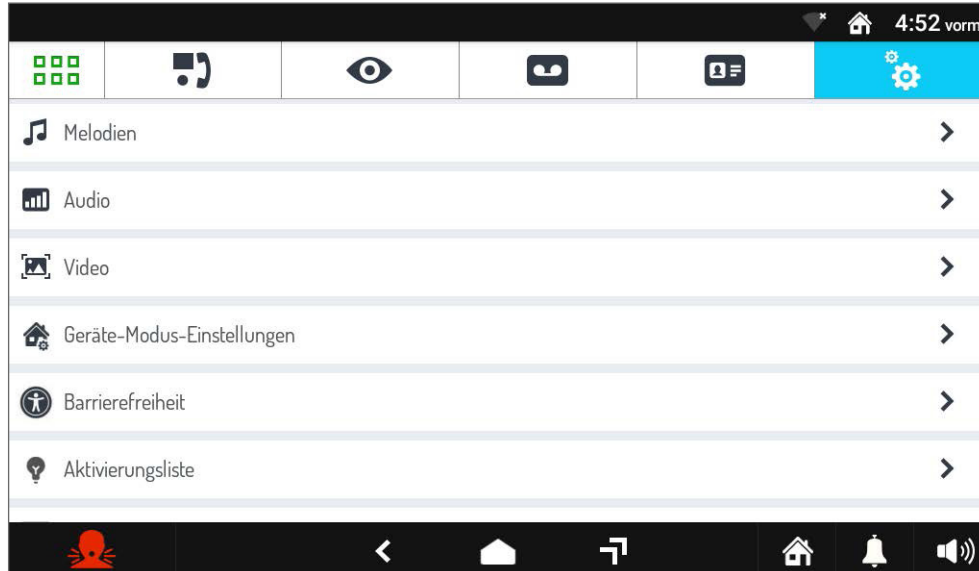 4:52 vorm
Melodien
Audio
Video
Geräte-Modus-Einstellungen
Barrierefreiheit
Aktivierungsliste